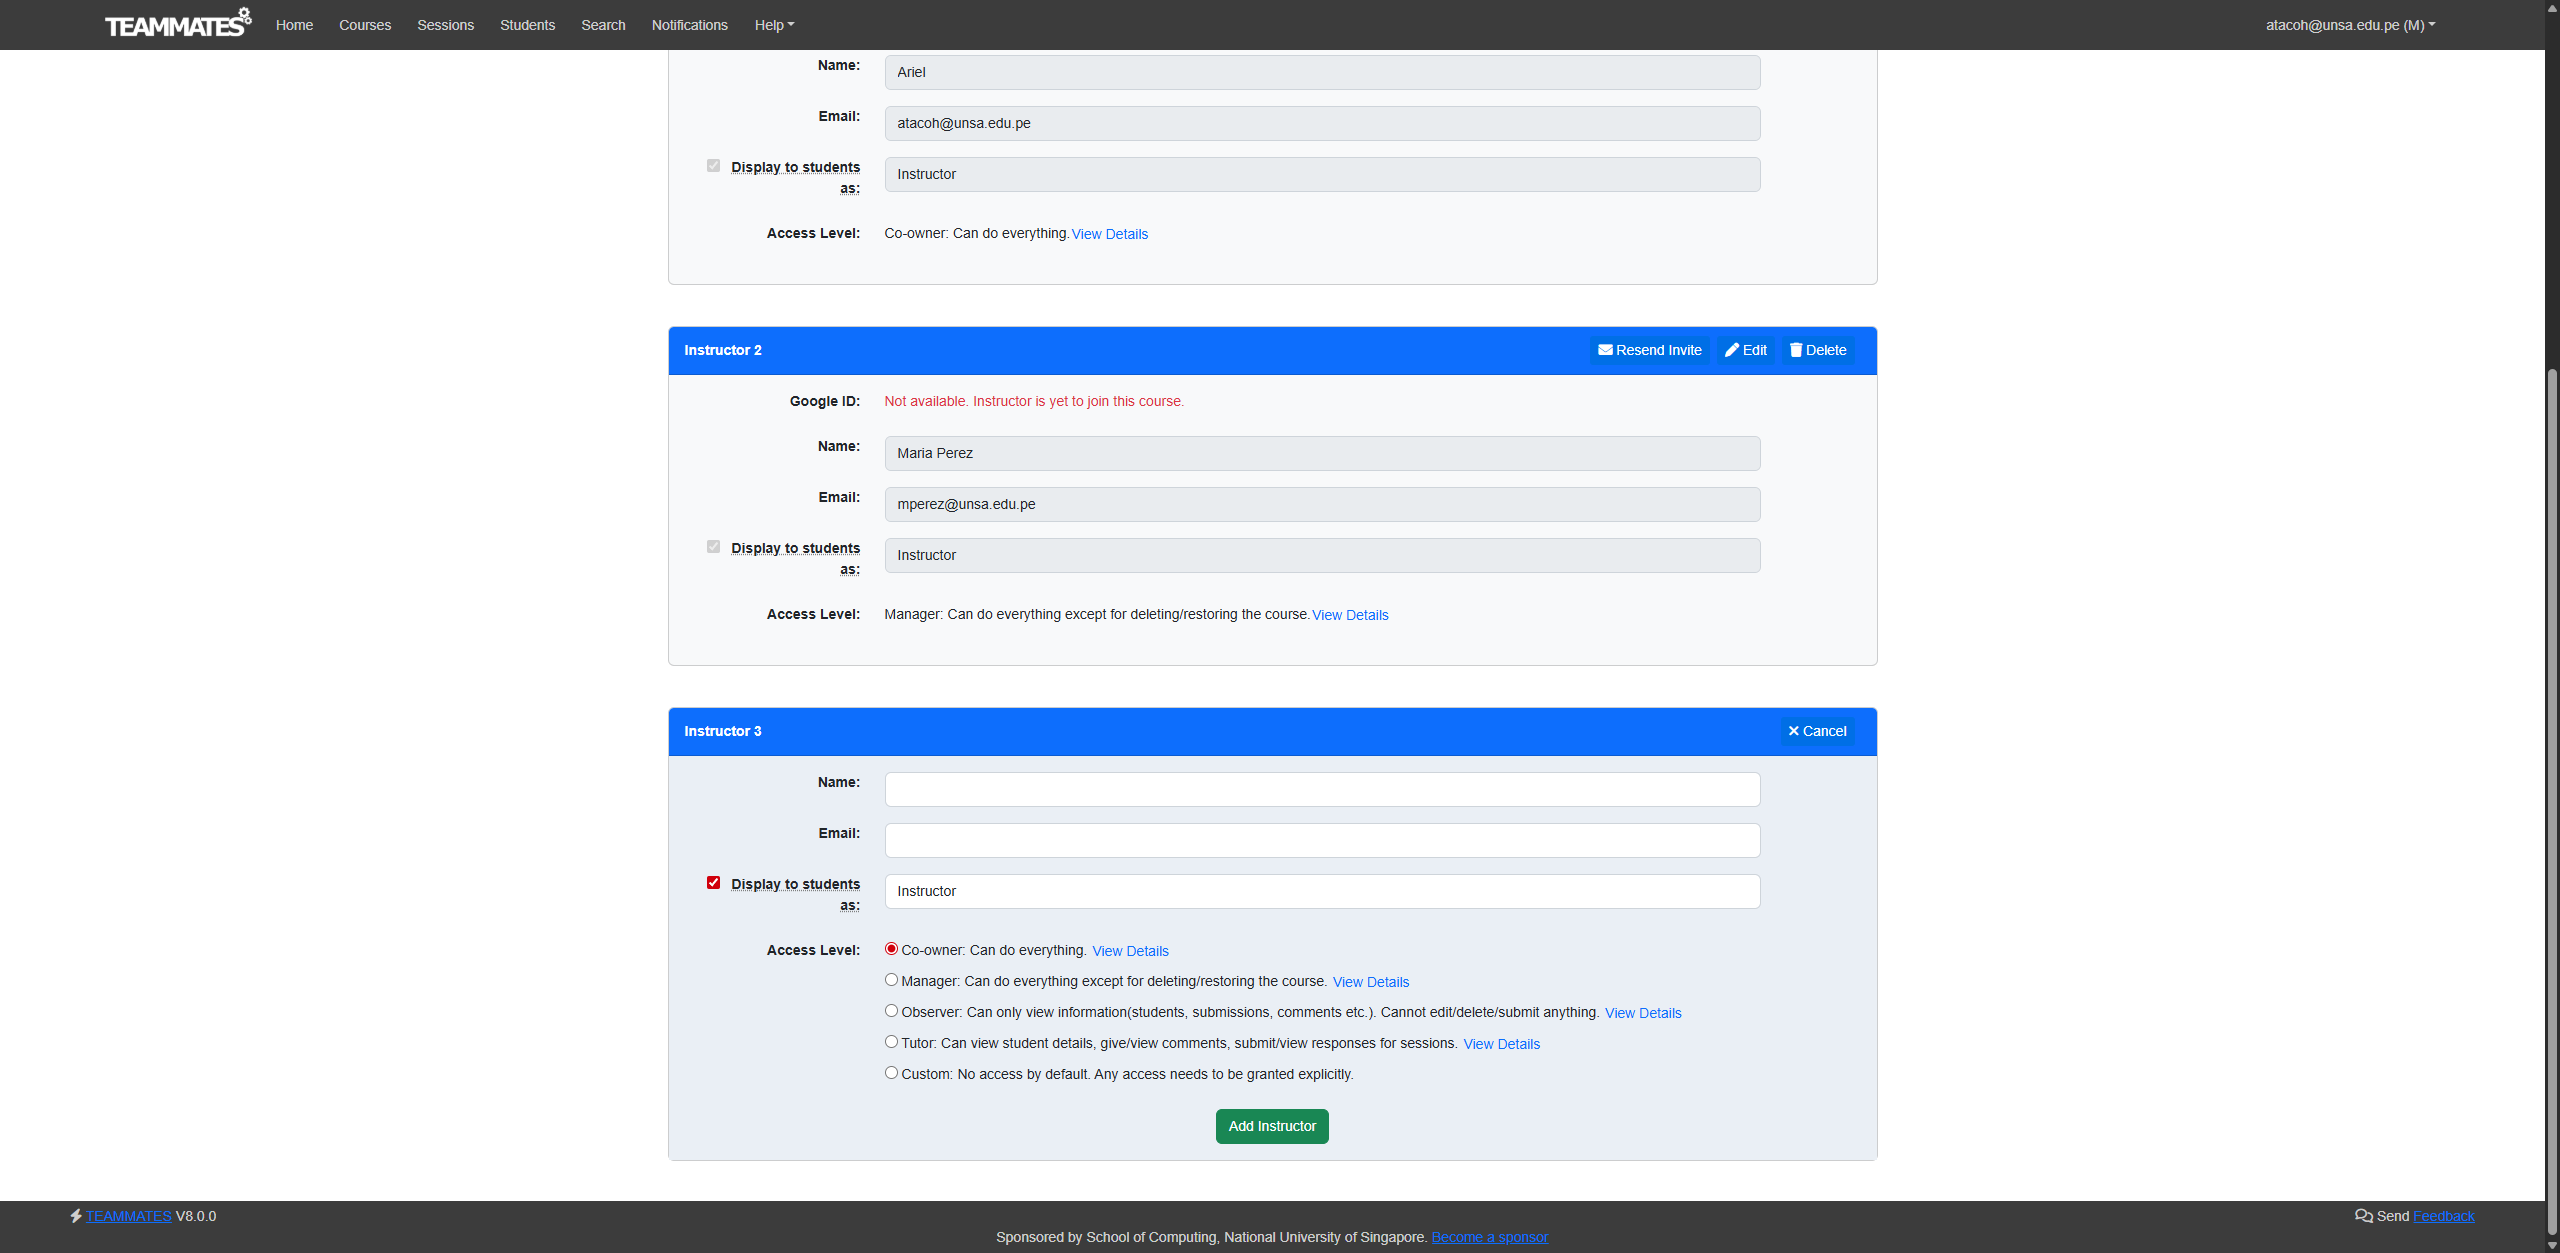 TEAMMATES Home Courses Sessions Students Search Notifications Help atacoh@unsa.edu.pe (M)
Name: Ariel
Email: atacoh@unsa.edu.pe
Display to students as: Instructor
Access Level: Co-owner: Can do everything. View Details
Instructor 2 Resend Invite Edit Delete
Google ID: Not available. Instructor is yet to join this course.
Name: Maria Perez
Email: mperez@unsa.edu.pe
Display to students as: Instructor
Access Level: Manager: Can do everything except for deleting/restoring the course. View Details
Instructor 3 Cancel
Name:
Email:
Display to students as: Instructor
Access Level: Co-owner: Can do everything. View Details
Manager: Can do everything except for deleting/restoring the course. View Details
Observer: Can only view information(students, submissions, comments etc.). Cannot edit/delete/submit anything. View Details
Tutor: Can view student details, give/view comments, submit/view responses for sessions. View Details
Custom: No access by default. Any access needs to be granted explicitly.
Add Instructor
TEAMMATES V8.0.0 Send Feedback
Sponsored by School of Computing, National University of Singapore. Become a sponsor